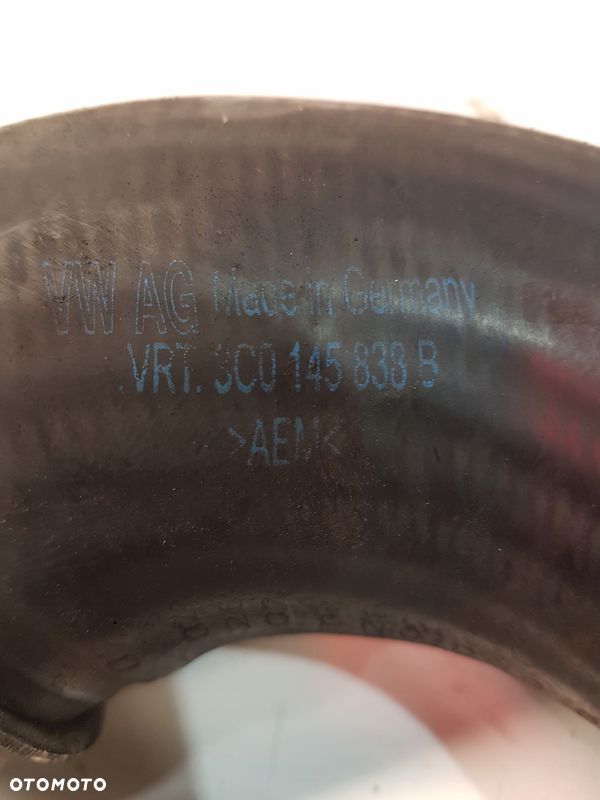 VW AG Made in Germany
.VRT. 3C0 145 838 B
>AEM<
OTOMOTO